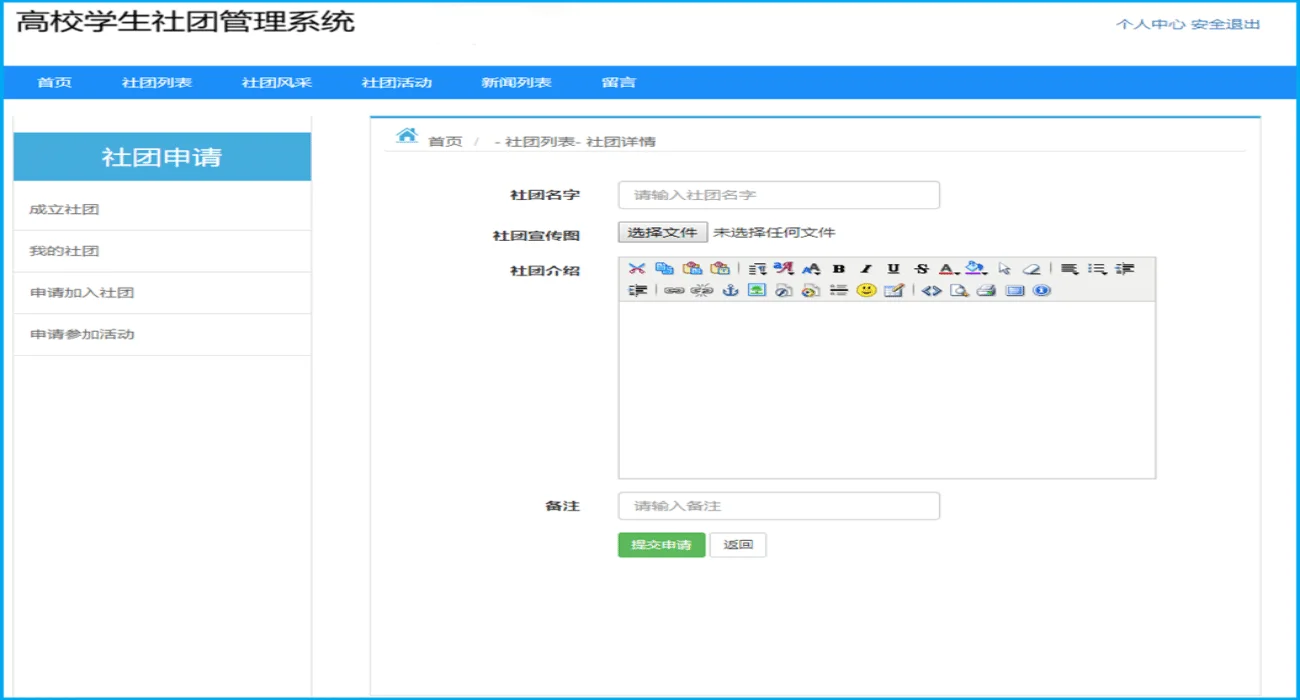 高校学生社团管理系统
个人中心 安全退出
首页 社团列表 社团风采 社团活动 新闻列表 留言
社团申请
成立社团
我的社团
申请加入社团
申请参加活动
首页 / - 社团列表- 社团详情
社团名字 请输入社团名字
社团宣传图 选择文件 未选择任何文件
社团介绍
备注 请输入备注
提交申请 返回